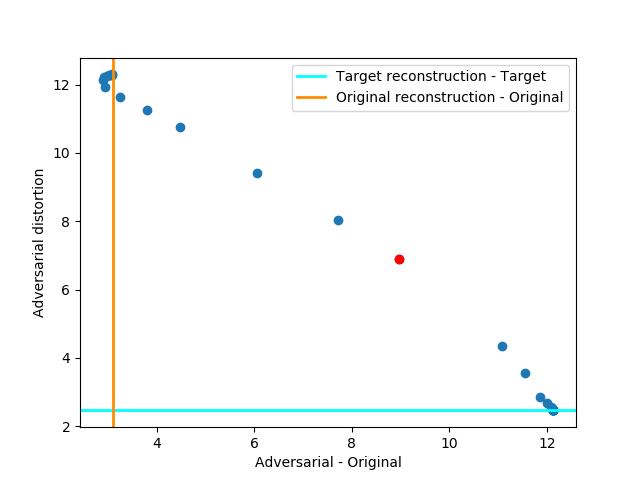 Target reconstruction - Target
Original reconstruction - Original
12
10
8
6
4
2
Adversarial distortion
4
6
8
10
12
Adversarial - Original